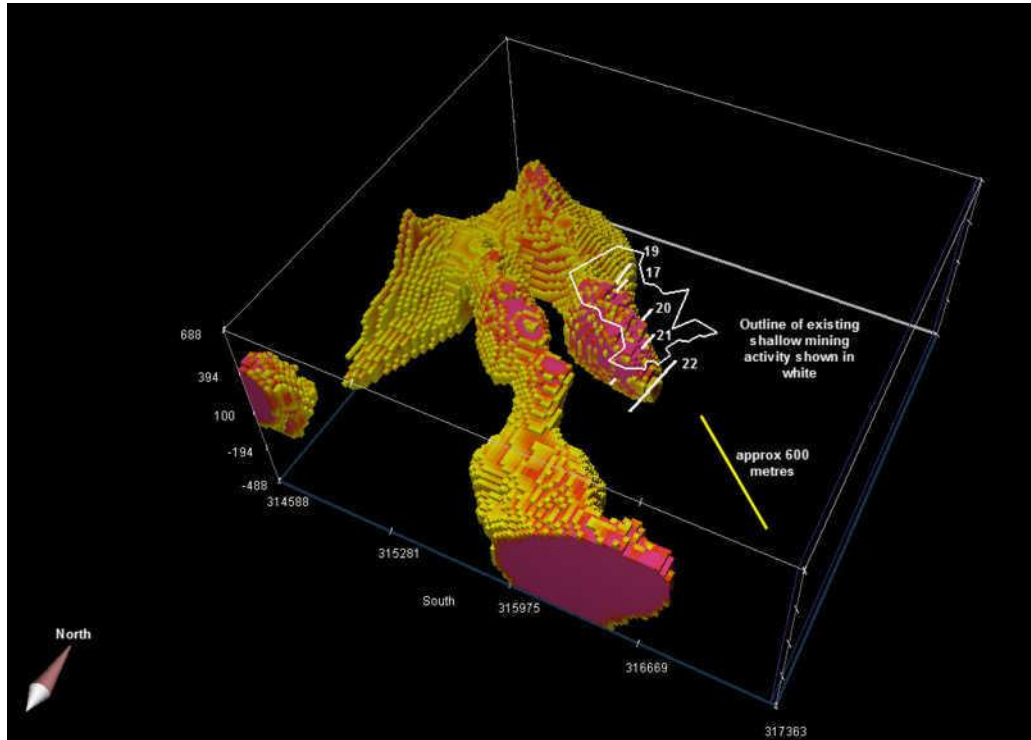 19
17
20
21
22
Outline of existing
shallow mining
activity shown in
white
approx 600
metres
688
394
100
-194
-488
314588
315281
South
315975
316669
317363
North